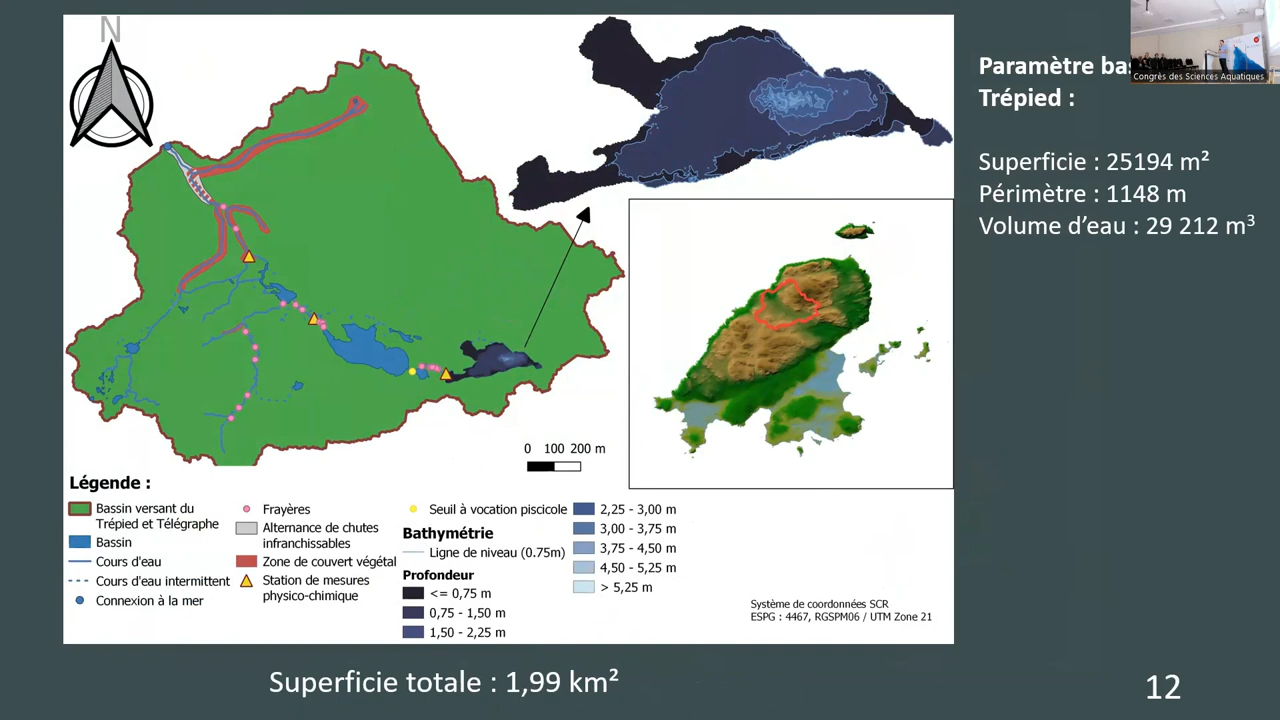 N
Paramètre bas
Trépied :
Congrès des Sciences Aquatiques
Superficie : 25194 m²
Périmètre : 1148 m
Volume d’eau : 29 212 m³
0 100 200 m
Légende :
Bassin versant du
Trépied et Télégraphe
Bassin
Cours d'eau
Cours d'eau intermittent
Connexion à la mer
Frayères
Alternance de chutes
infranchissables
Zone de couvert végétal
Station de mesures
physico-chimique
Seuil à vocation piscicole
Bathymétrie
Ligne de niveau (0.75m)
Profondeur
<= 0,75 m
0,75 - 1,50 m
1,50 - 2,25 m
2,25 - 3,00 m
3,00 - 3,75 m
3,75 - 4,50 m
4,50 - 5,25 m
> 5,25 m
Système de coordonnées SCR
ESPG : 4467, RGSPM06 / UTM Zone 21
Superficie totale : 1,99 km²
12